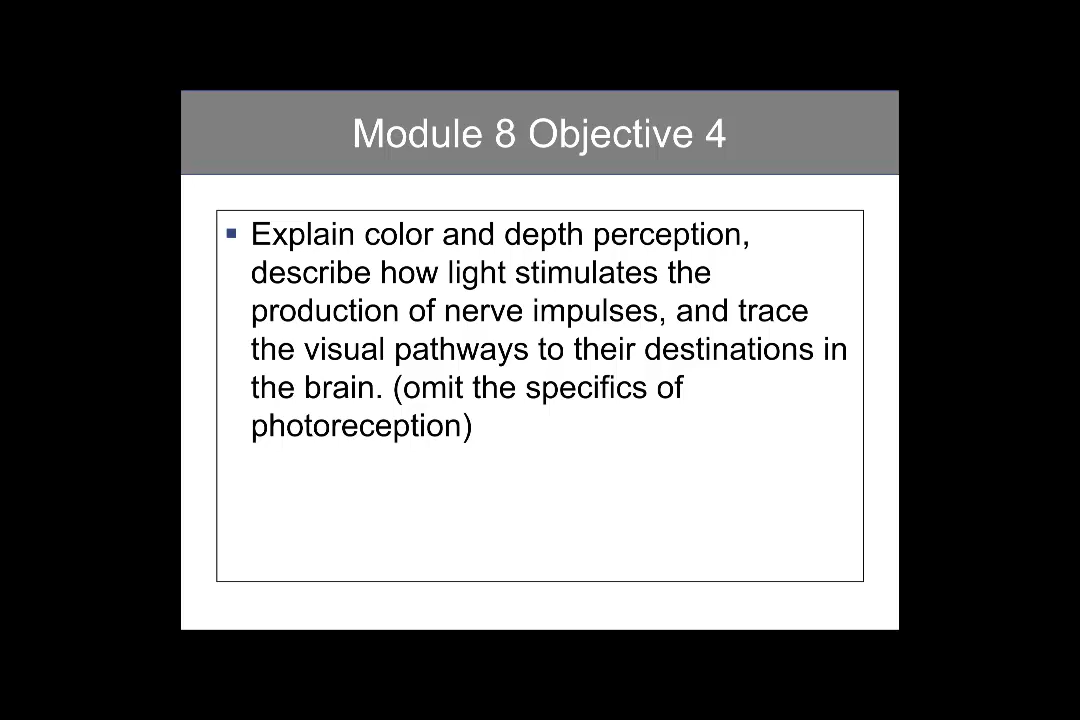 Module 8 Objective 4
Explain color and depth perception,
describe how light stimulates the
production of nerve impulses, and trace
the visual pathways to their destinations in
the brain. (omit the specifics of
photoreception)